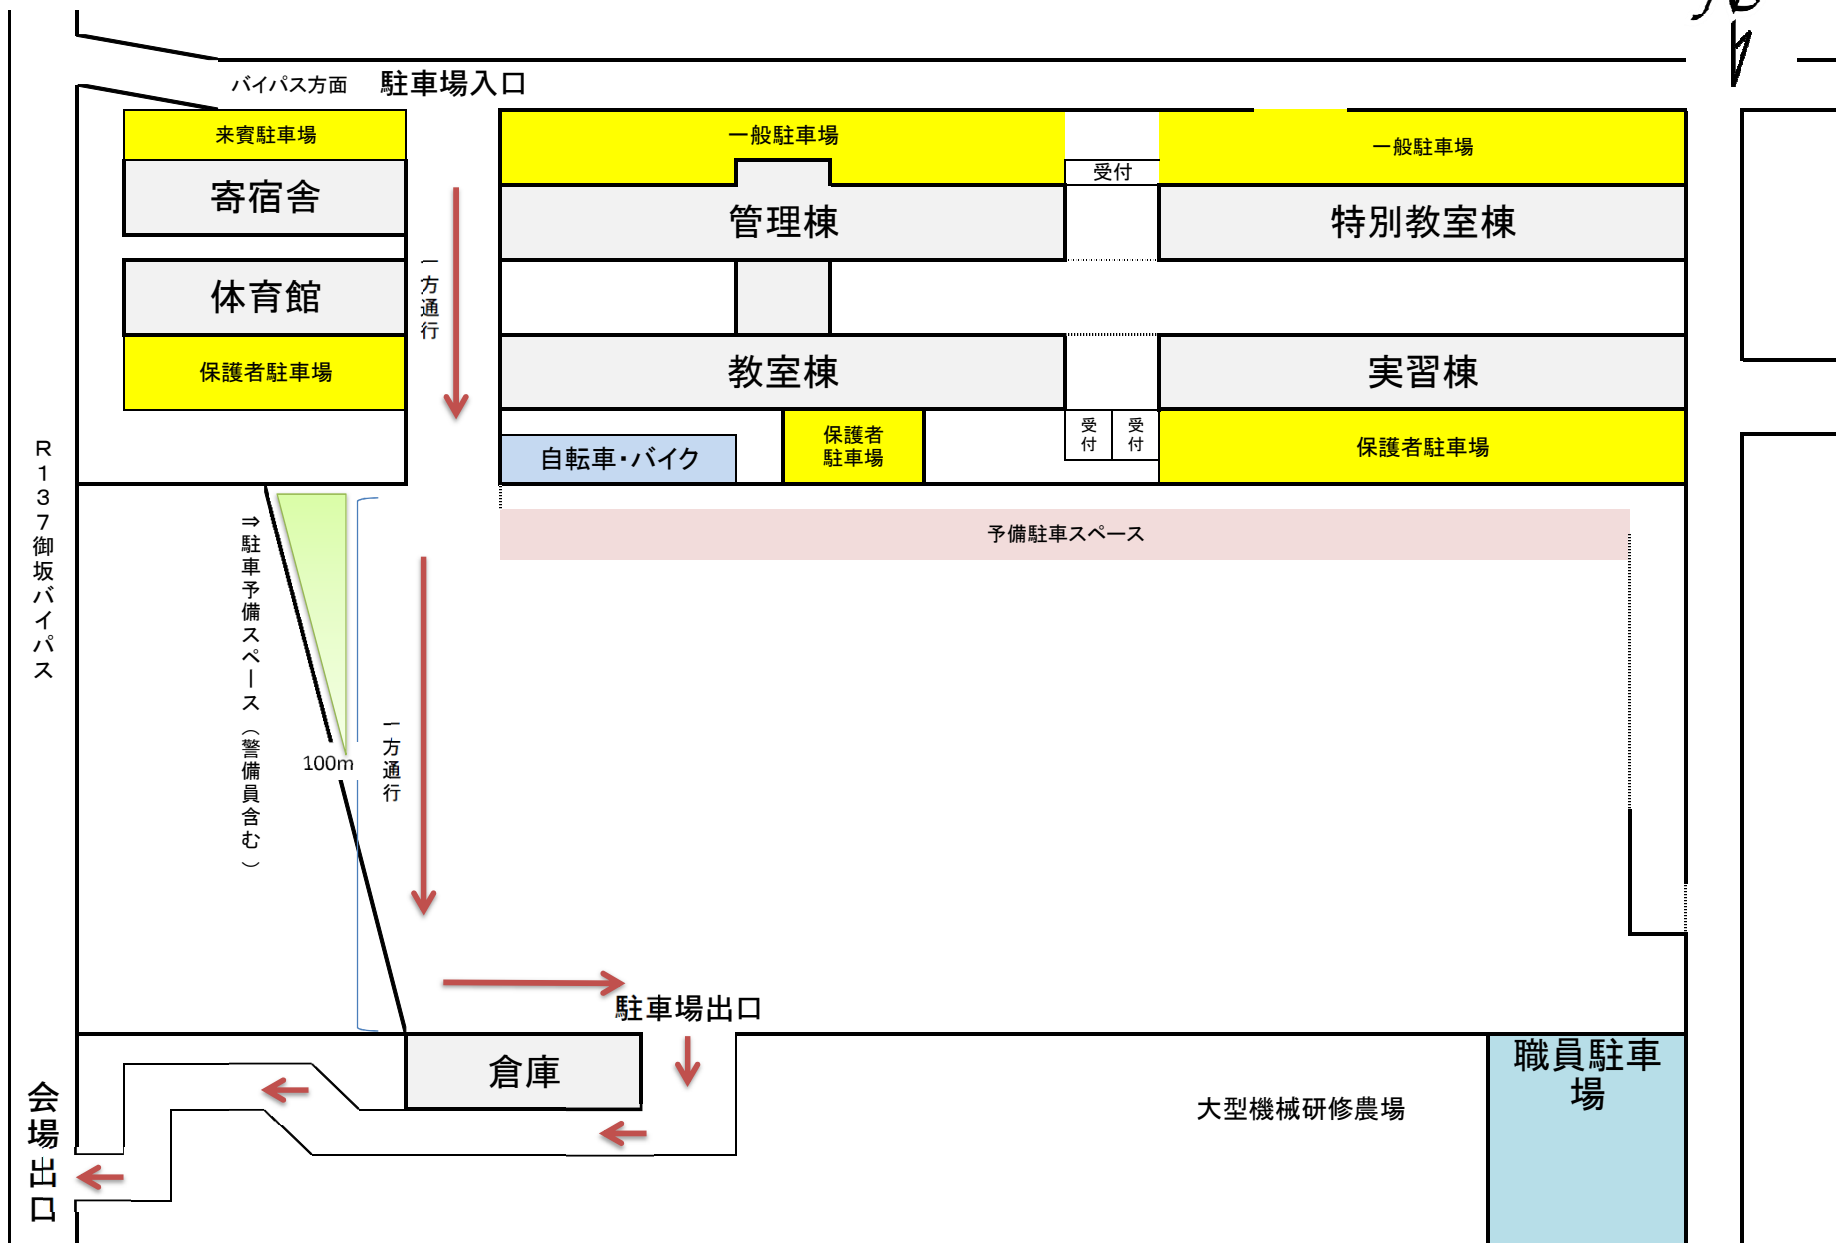 バイパス方面
駐車場入口
来賓駐車場
一般駐車場
一般駐車場
受付
寄宿舎
管理棟
特別教室棟
一方通行
体育館
保護者駐車場
教室棟
実習棟
自転車・バイク
保護者
駐車場
受付
受付
保護者駐車場
R137御坂バイパス
⇒駐車予備スペース（警備員含む）
予備駐車スペース
100m
一方通行
駐車場出口
倉庫
職員駐車
場
大型機械研修農場
会場出口